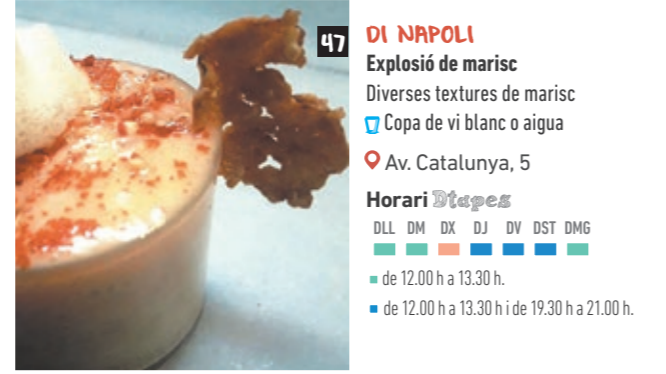 47
DI NAPOLI
Explosió de marisc
Diverses textures de marisc
Copa de vi blanc o aigua
Av. Catalunya, 5
Horari Dtapes
DLL DM DX DJ DV DST DMG
de 12.00 h a 13.30 h.
de 12.00 h a 13.30 h i de 19.30 h a 21.00 h.